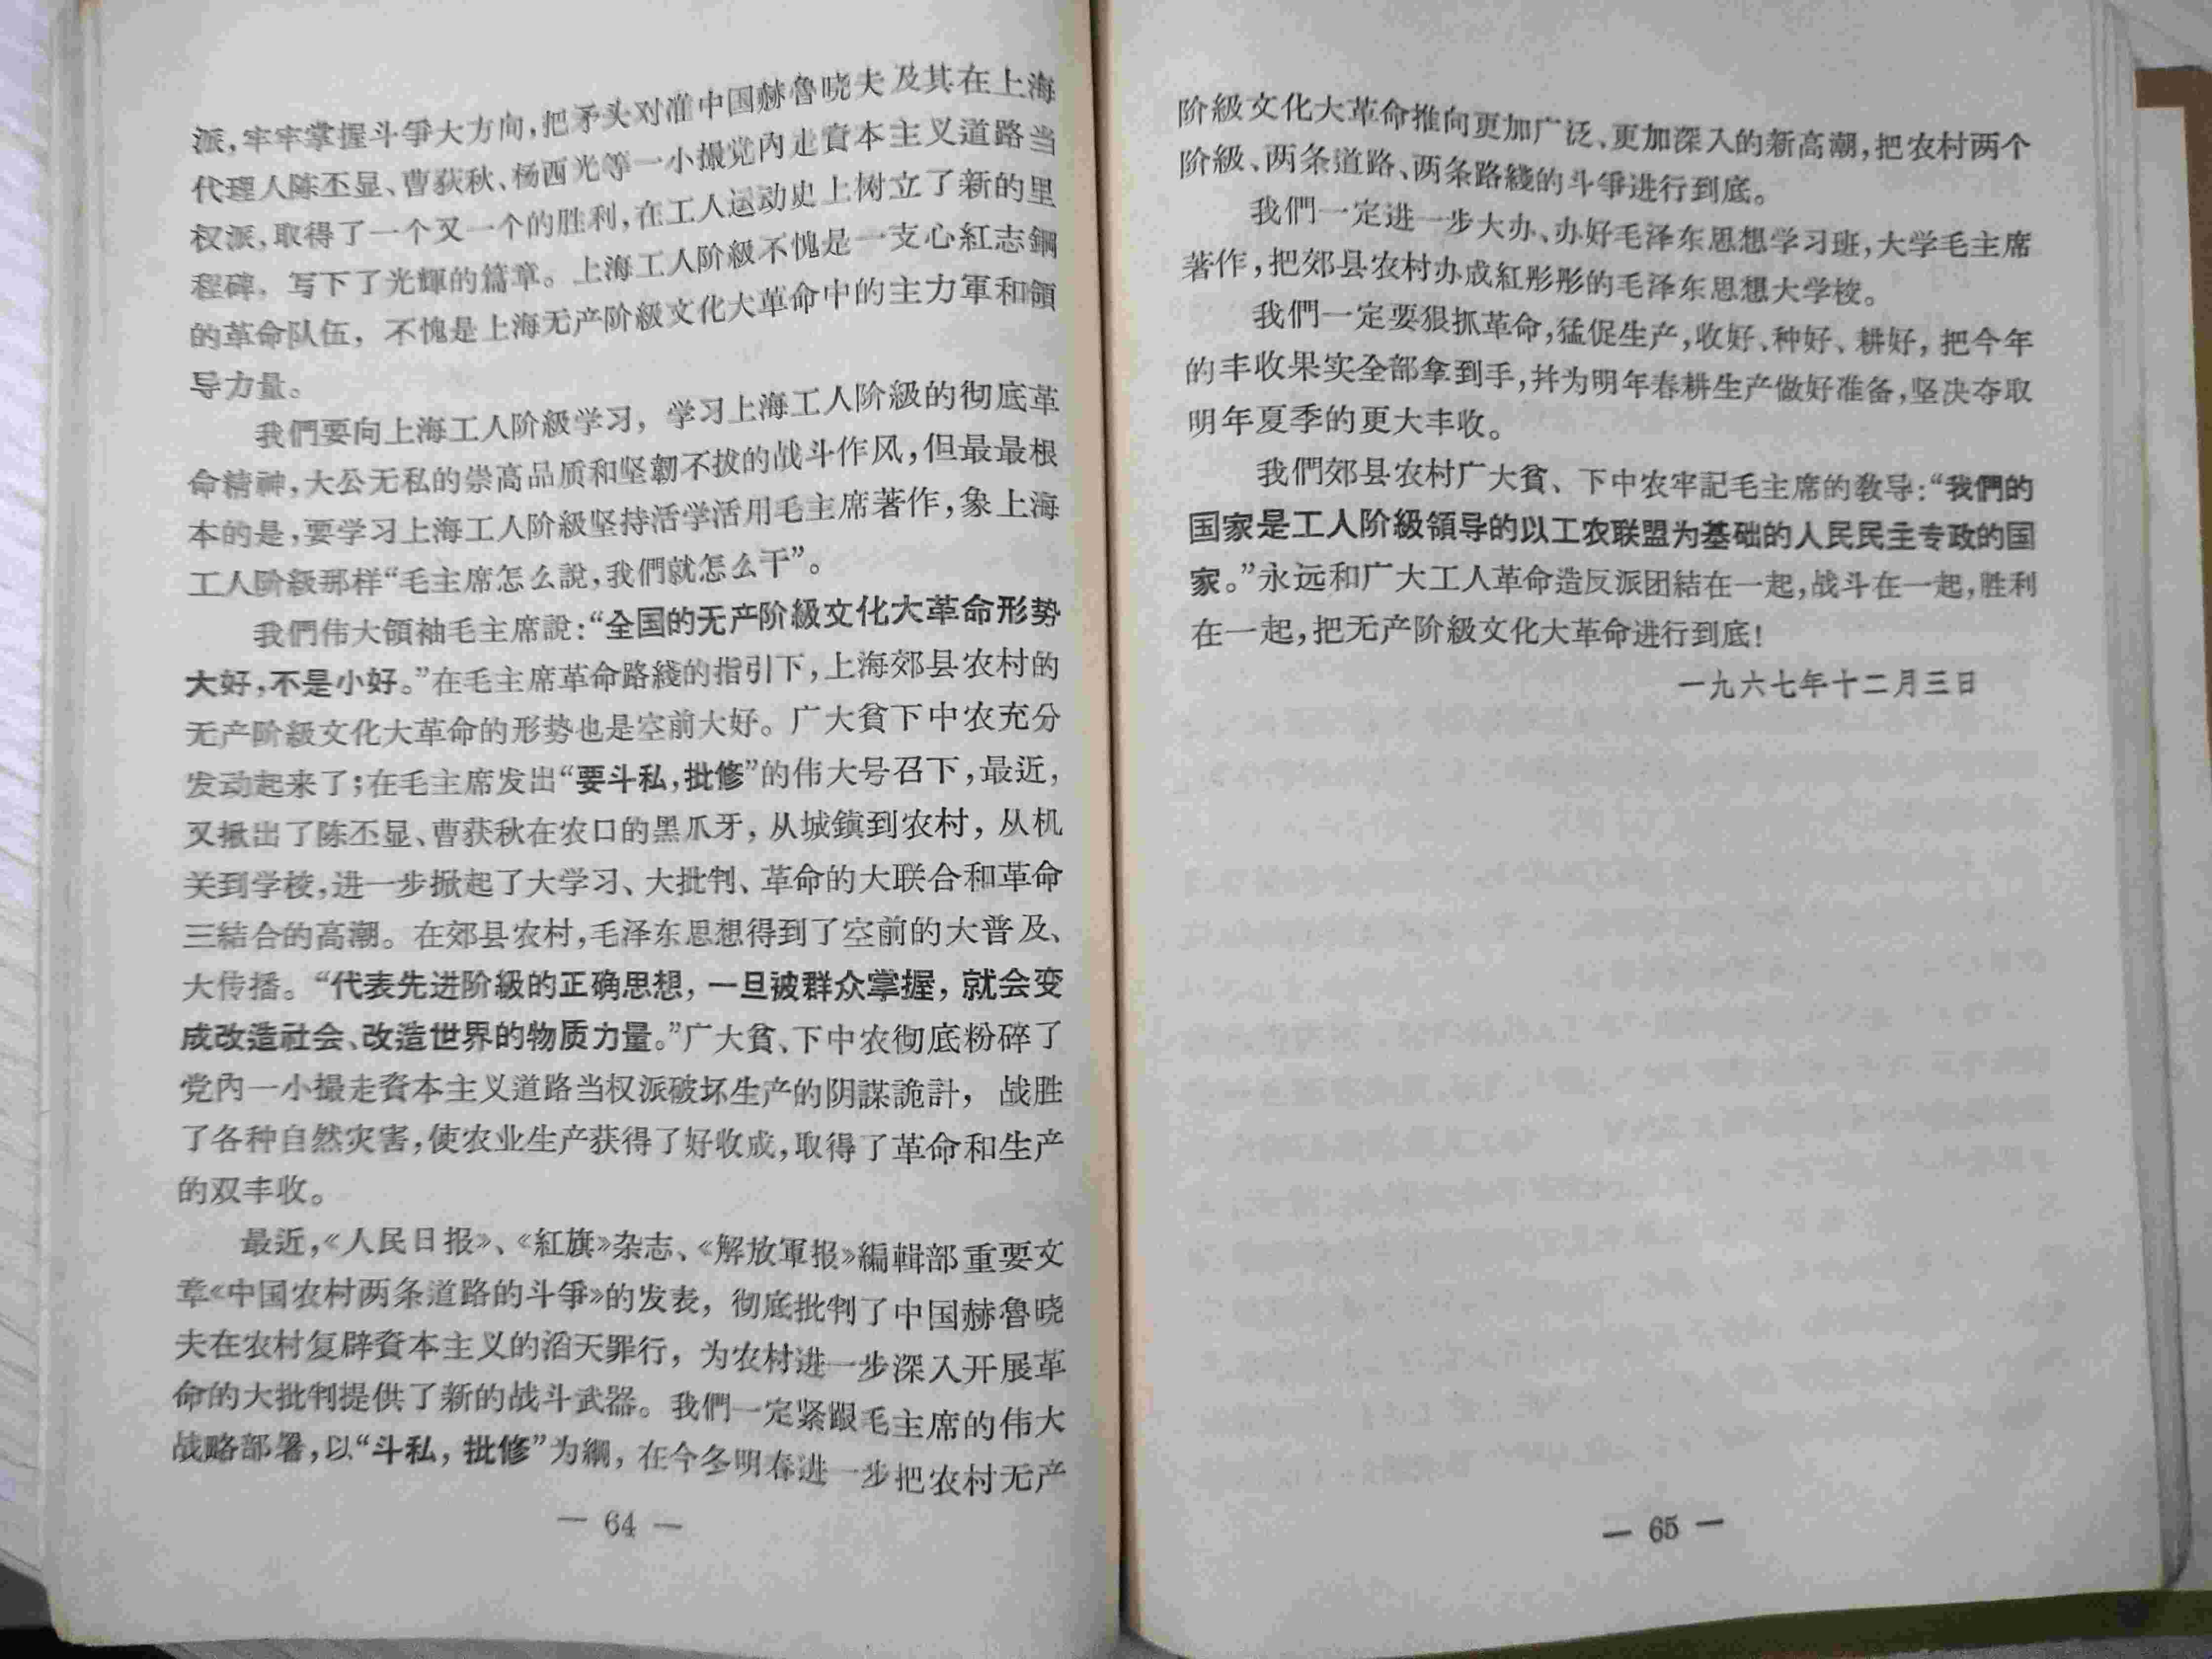 派，牢牢掌握斗爭大方向，把矛头对准中国赫魯晓夫及其在上海
代理人陈丕显、曹荻秋、杨西光等一小撮党內走資本主义道路当
权派，取得了一个又一个的胜利，在工人运动史上树立了新的里
程碑，写下了光輝的篇章。上海工人阶級不愧是一支心紅志鋼
的革命队伍，不愧是上海无产阶級文化大革命中的主力軍和領
导力量。
我們要向上海工人阶級学习，学习上海工人阶級的彻底革
命精神，大公无私的崇高品质和坚韌不拔的战斗作风，但最最根
本的是，要学习上海工人阶級坚持活学活用毛主席著作，象上海
工人阶級那样“毛主席怎么說，我們就怎么干”。
我們伟大領袖毛主席說：“全国的无产阶級文化大革命形势
大好，不是小好。”在毛主席革命路綫的指引下，上海郊县农村的
无产阶級文化大革命的形势也是空前大好。广大貧下中农充分
发动起来了；在毛主席发出“要斗私，批修”的伟大号召下，最近，
又揪出了陈丕显、曹荻秋在农口的黑爪牙，从城鎮到农村，从机
关到学校，进一步掀起了大学习、大批判、革命的大联合和革命
三結合的高潮。在郊县农村，毛泽东思想得到了空前的大普及、
大传播。“代表先进阶級的正确思想，一旦被群众掌握，就会变
成改造社会、改造世界的物质力量。”广大貧、下中农彻底粉碎了
党內一小撮走資本主义道路当权派破坏生产的阴謀詭計，战胜
了各种自然灾害，使农业生产获得了好收成，取得了革命和生产
的双丰收。
最近，《人民日报》、《紅旗》杂志、《解放軍报》編輯部重要文
章《中国农村两条道路的斗爭》的发表，彻底批判了中国赫魯晓
夫在农村复辟資本主义的滔天罪行，为农村进一步深入开展革
命的大批判提供了新的战斗武器。我們一定紧跟毛主席的伟大
战略部署，以“斗私，批修”为綱，在今冬明春进一步把农村无产
— 64 —
阶級文化大革命推向更加广泛、更加深入的新高潮，把农村两个
阶級、两条道路、两条路綫的斗爭进行到底。
我們一定进一步大办、办好毛泽东思想学习班，大学毛主席
著作，把郊县农村办成紅彤彤的毛泽东思想大学校。
我們一定要狠抓革命，猛促生产，收好、种好、耕好，把今年
的丰收果实全部拿到手，幷为明年春耕生产做好准备，坚决夺取
明年夏季的更大丰收。
我們郊县农村广大貧、下中农牢記毛主席的敎导：“我們的
国家是工人阶級領导的以工农联盟为基础的人民民主专政的国
家。”永远和广大工人革命造反派团結在一起，战斗在一起，胜利
在一起，把无产阶級文化大革命进行到底！
一九六七年十二月三日
— 65 —